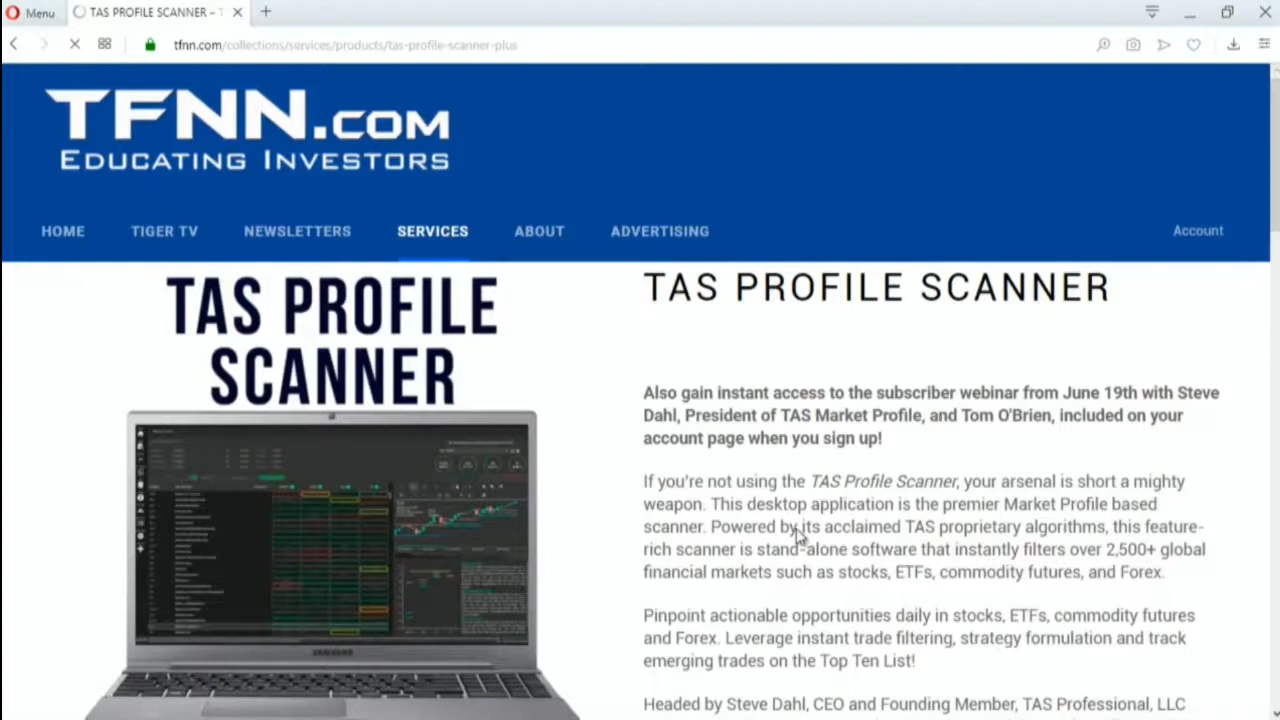 Menu
TAS PROFILE SCANNER – T
tfnn.com/collections/services/products/tas-profile-scanner-plus
TFNN.COM
EDUCATING INVESTORS
HOME TIGER TV NEWSLETTERS SERVICES ABOUT ADVERTISING Account
TAS PROFILE
SCANNER
SAMSUNG
TAS PROFILE SCANNER
Also gain instant access to the subscriber webinar from June 19th with Steve
Dahl, President of TAS Market Profile, and Tom O'Brien, included on your
account page when you sign up!
If you're not using the TAS Profile Scanner, your arsenal is short a mighty
weapon. This desktop application is the premier Market Profile based
scanner. Powered by its acclaimed TAS proprietary algorithms, this feature-
rich scanner is stand-alone software that instantly filters over 2,500+ global
financial markets such as stocks, ETFs, commodity futures, and Forex.
Pinpoint actionable opportunities daily in stocks, ETFs, commodity futures
and Forex. Leverage instant trade filtering, strategy formulation and track
emerging trades on the Top Ten List!
Headed by Steve Dahl, CEO and Founding Member, TAS Professional, LLC